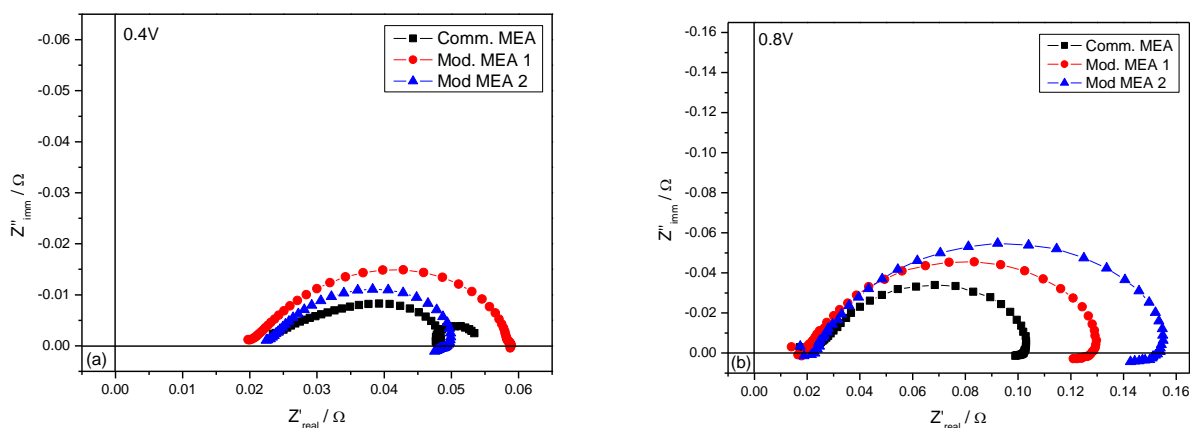 0.4V
Comm. MEA
Mod. MEA 1
Mod MEA 2
-0.06
-0.05
-0.04
-0.03
-0.02
-0.01
0.00
Z''imm / Ω
(a)
0.00 0.01 0.02 0.03 0.04 0.05 0.06
Z'real / Ω
0.8V
Comm. MEA
Mod. MEA 1
Mod MEA 2
-0.16
-0.14
-0.12
-0.10
-0.08
-0.06
-0.04
-0.02
0.00
Z''imm / Ω
(b)
0.00 0.02 0.04 0.06 0.08 0.10 0.12 0.14 0.16
Z'real / Ω